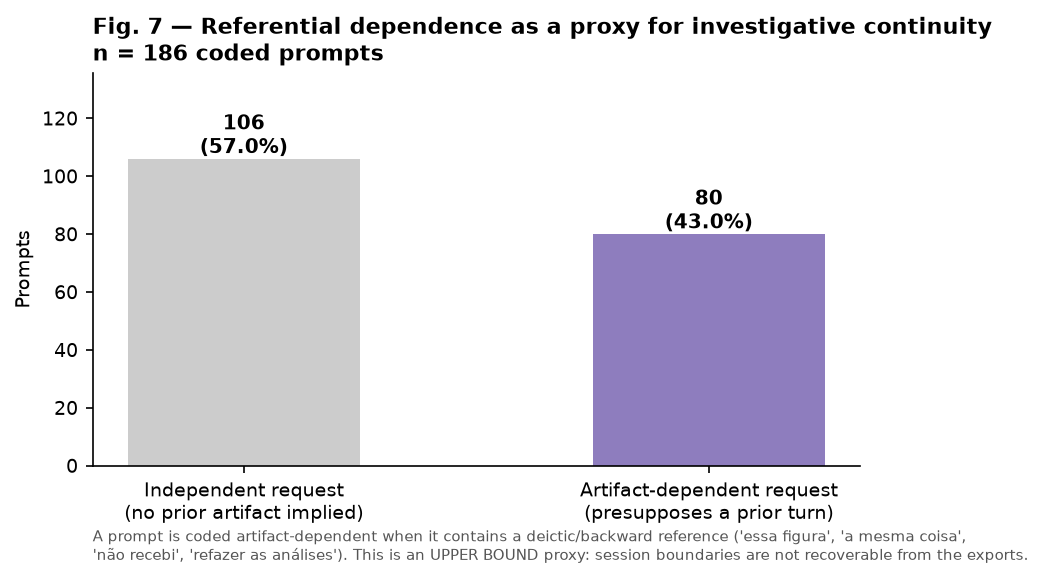 Fig. 7 — Referential dependence as a proxy for investigative continuity
n = 186 coded prompts
Prompts
120
100
80
60
40
20
0
106
(57.0%)
80
(43.0%)
Independent request
(no prior artifact implied)
Artifact-dependent request
(presupposes a prior turn)
A prompt is coded artifact-dependent when it contains a deictic/backward reference ('essa figura', 'a mesma coisa',
'não recebi', 'refazer as análises'). This is an UPPER BOUND proxy: session boundaries are not recoverable from the exports.